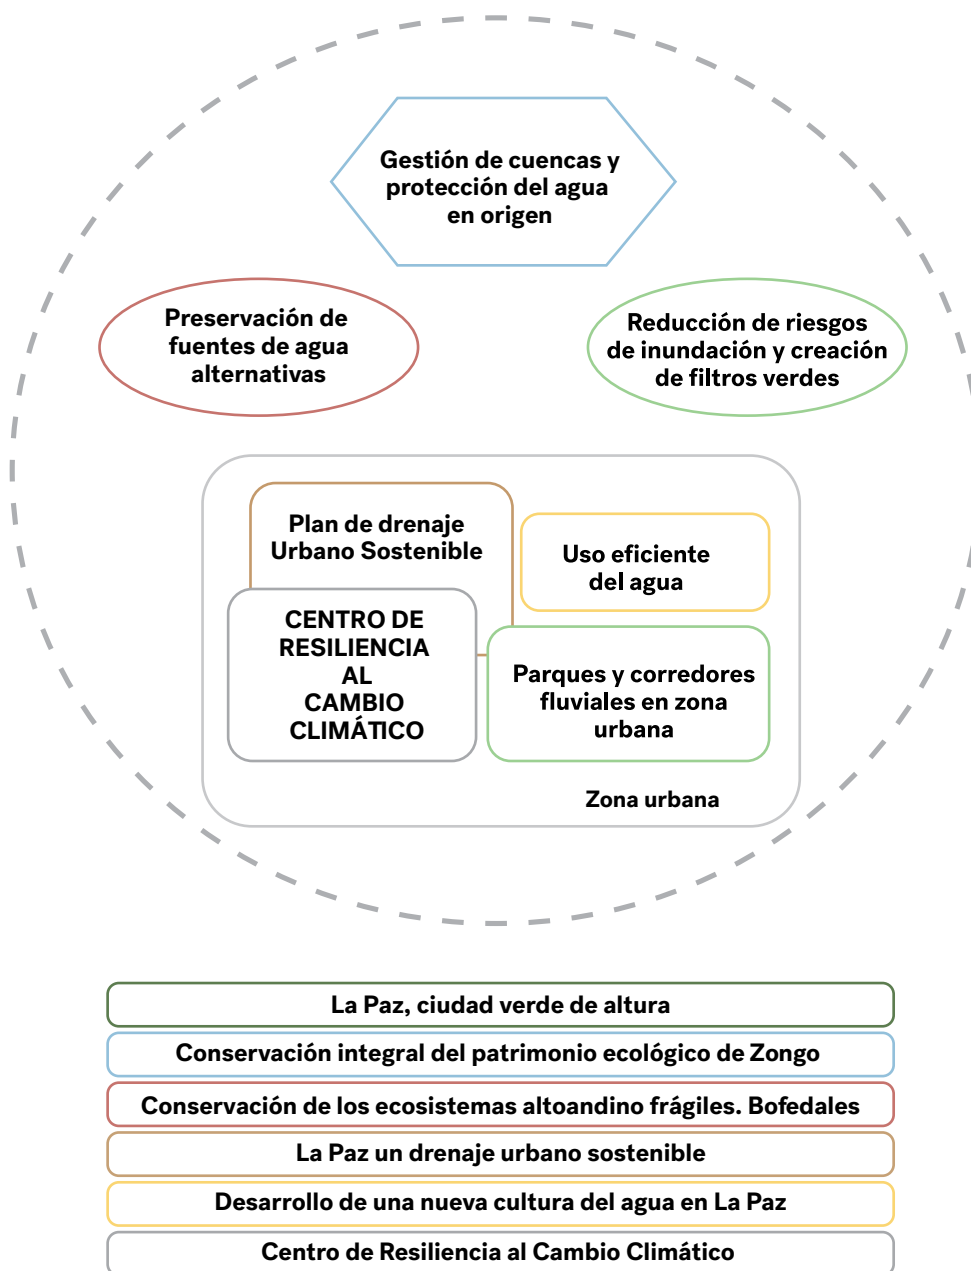 Gestión de cuencas y
protección del agua
en origen
Preservación de
fuentes de agua
alternativas
Reducción de riesgos
de inundación y creación
de filtros verdes
Plan de drenaje
Urbano Sostenible
Uso eficiente
del agua
CENTRO DE
RESILIENCIA
AL
CAMBIO
CLIMÁTICO
Parques y corredores
fluviales en zona
urbana
Zona urbana
La Paz, ciudad verde de altura
Conservación integral del patrimonio ecológico de Zongo
Conservación de los ecosistemas altoandino frágiles. Bofedales
La Paz un drenaje urbano sostenible
Desarrollo de una nueva cultura del agua en La Paz
Centro de Resiliencia al Cambio Climático